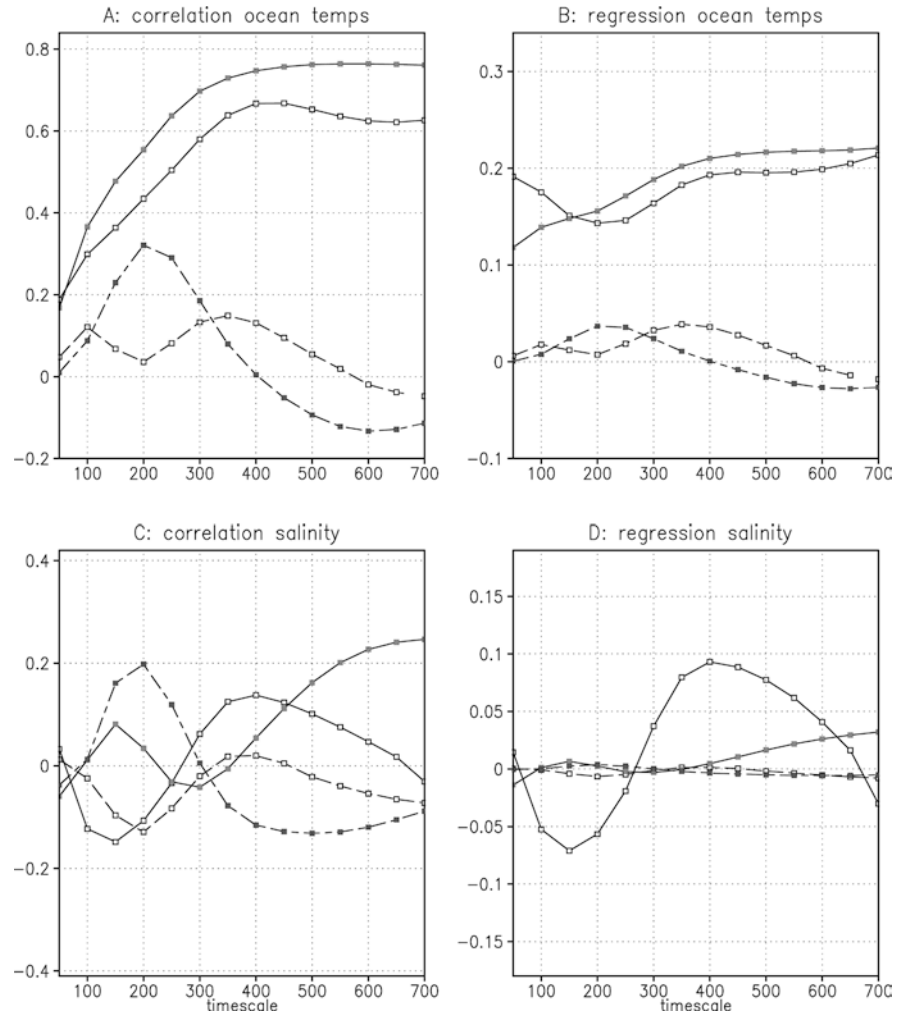 A: correlation ocean temps
0.8
0.6
0.4
0.2
0
−0.2
100 200 300 400 500 600 700
B: regression ocean temps
0.3
0.2
0.1
0
−0.1
100 200 300 400 500 600 700
C: correlation salinity
0.4
0.2
0
−0.2
−0.4
100 200 300 400 500 600 700
timescale
D: regression salinity
0.15
0.1
0.05
0
−0.05
−0.1
−0.15
100 200 300 400 500 600 700
timescale